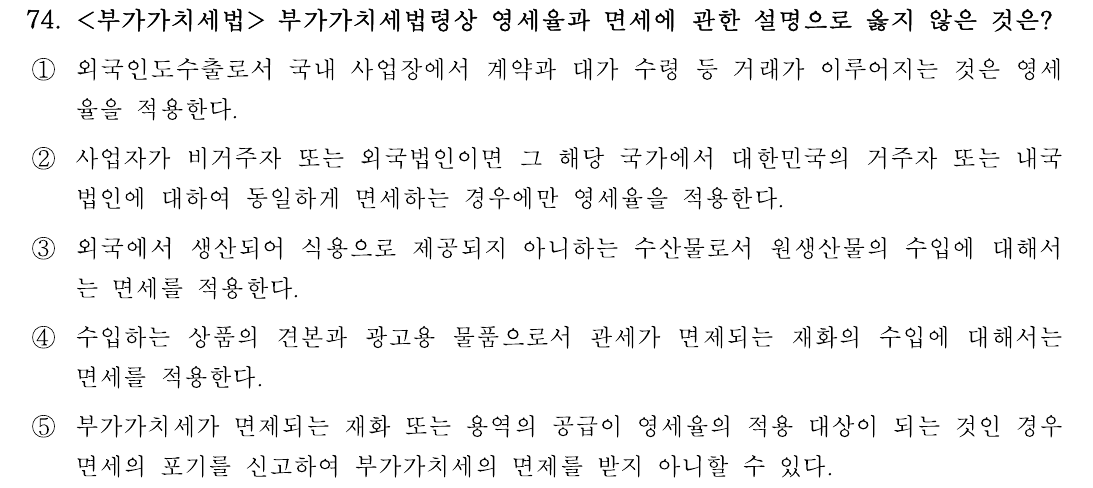 74. <부가가치세법> 부가가치세법령상 영세율과 면세에 관한 설명으로 옳지 않은 것은?
① 외국인도수출로서 국내 사업장에서 계약과 대가 수령 등 거래가 이루어지는 것은 영세
율을 적용한다.
② 사업자가 비거주자 또는 외국법인이면 그 해당 국가에서 대한민국의 거주자 또는 내국
법인에 대하여 동일하게 면세하는 경우에만 영세율을 적용한다.
③ 외국에서 생산되어 식용으로 제공되지 아니하는 수산물로서 원생산물의 수입에 대해서
는 면세를 적용한다.
④ 수입하는 상품의 견본과 광고용 물품으로서 관세가 면제되는 재화의 수입에 대해서는
면세를 적용한다.
⑤ 부가가치세가 면제되는 재화 또는 용역의 공급이 영세율의 적용 대상이 되는 것인 경우
면세의 포기를 신고하여 부가가치세의 면제를 받지 아니할 수 있다.